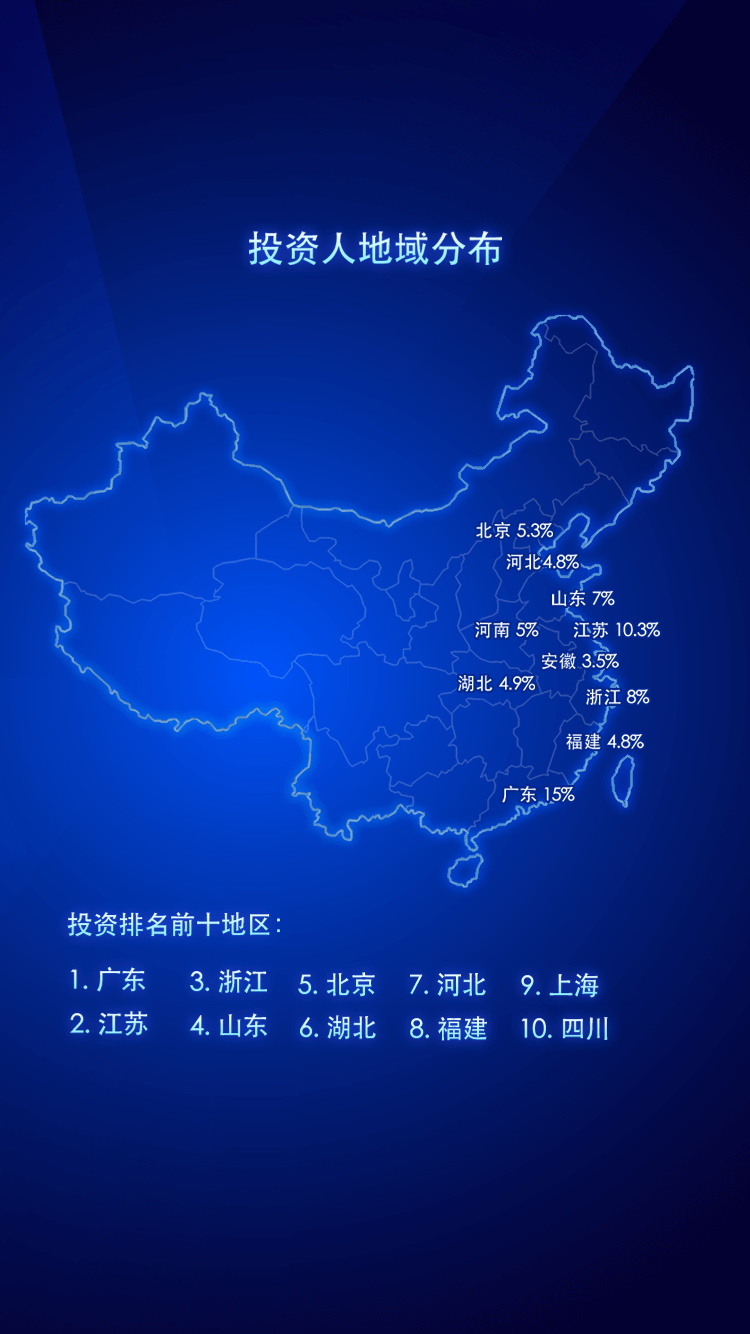 投资人地域分布
北京 5.3%
河北4.8%
山东 7%
河南 5%
江苏 10.3%
安徽 3.5%
湖北 4.9%
浙江 8%
福建 4.8%
广东 15%
投资排名前十地区：
1. 广东 3. 浙江 5. 北京 7. 河北 9. 上海
2. 江苏 4. 山东 6. 湖北 8. 福建 10. 四川